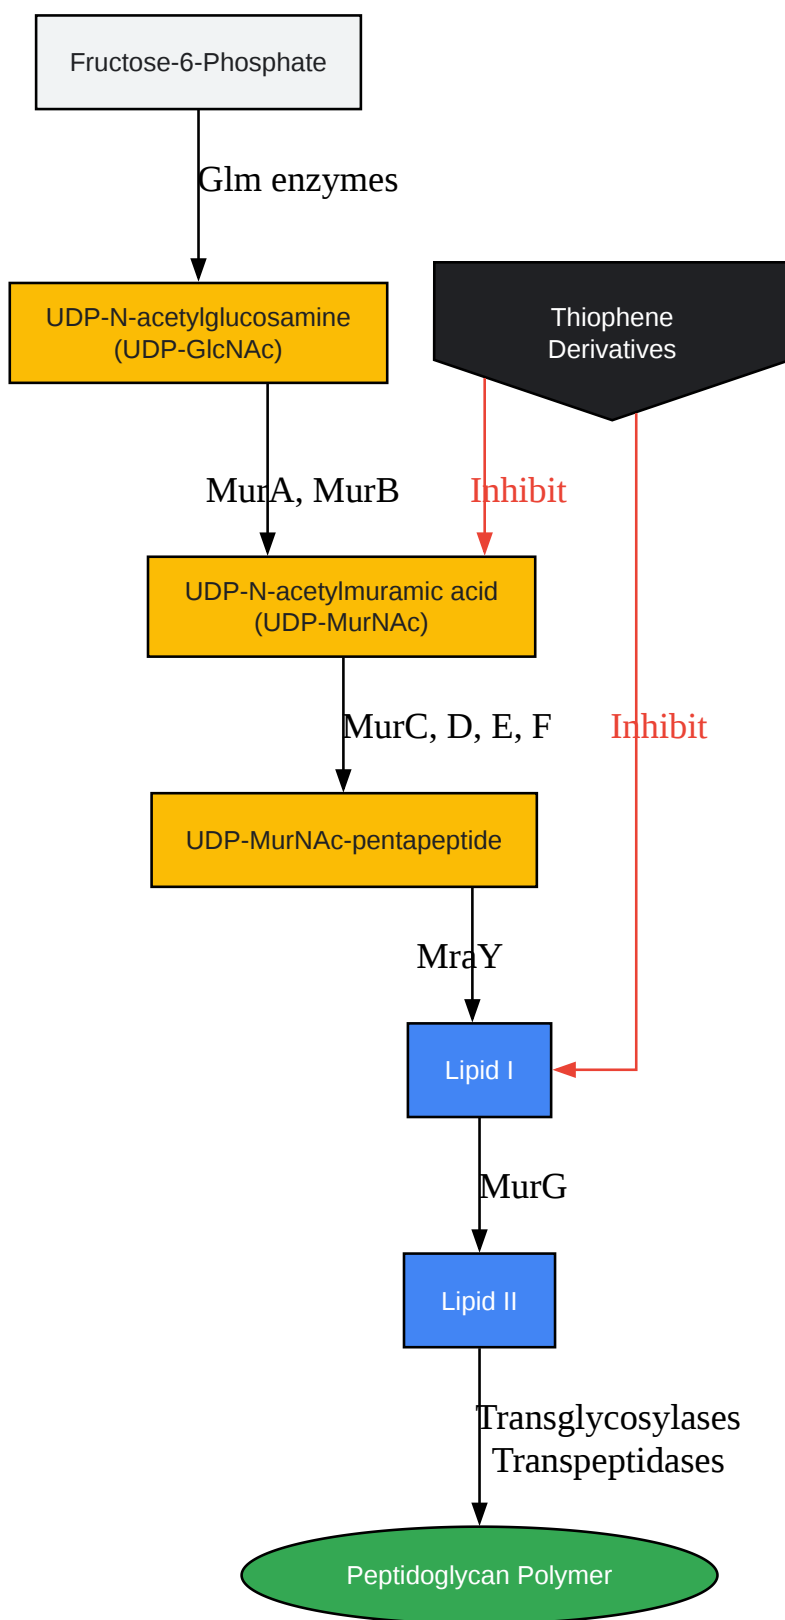 Fructose-6-Phosphate
Glm enzymes
UDP-N-acetylglucosamine
(UDP-GlcNAc)
Thiophene
Derivatives
MurA, MurB
Inhibit
UDP-N-acetylmuramic acid
(UDP-MurNAc)
MurC, D, E, F
Inhibit
UDP-MurNAc-pentapeptide
MraY
Lipid I
MurG
Lipid II
Transglycosylases
Transpeptidases
Peptidoglycan Polymer